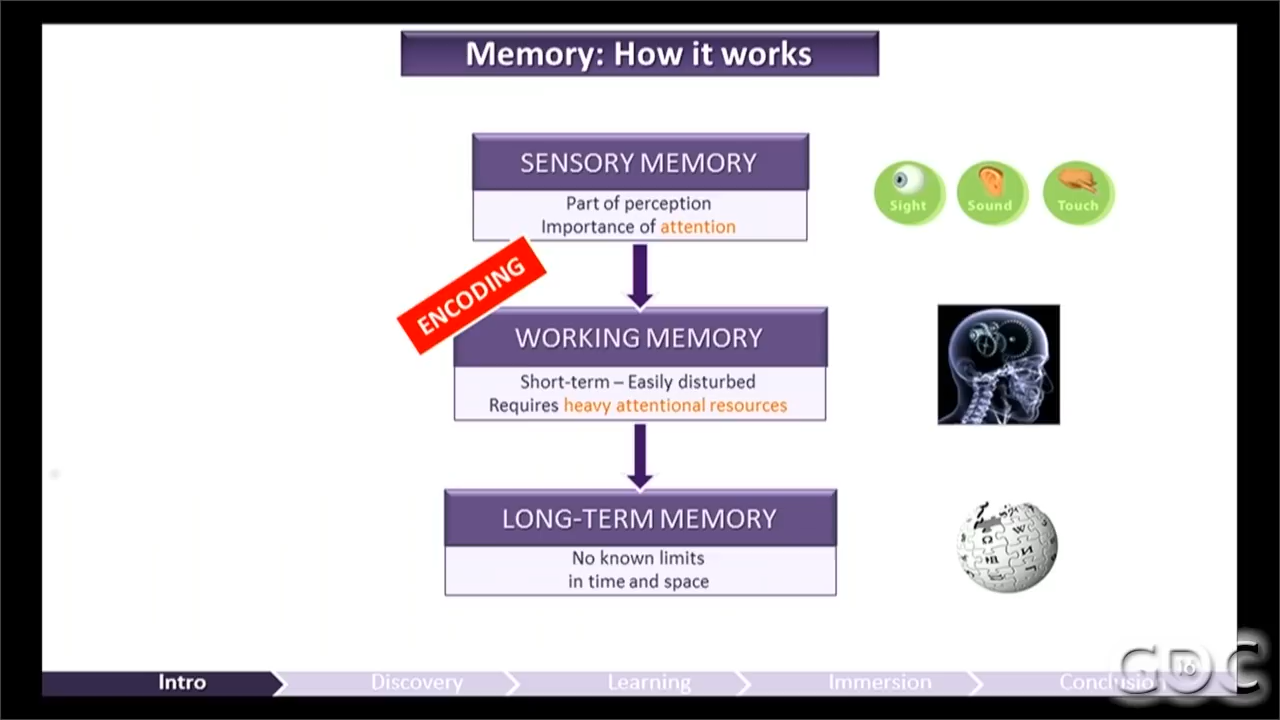 Memory: How it works
SENSORY MEMORY
Part of perception
Importance of attention
Sight
Sound
Touch
ENCODING
WORKING MEMORY
Short-term – Easily disturbed
Requires heavy attentional resources
LONG-TERM MEMORY
No known limits
in time and space
Ω
W
И
Intro
Discovery
Learning
Immersion
Conclusion
16
GDC